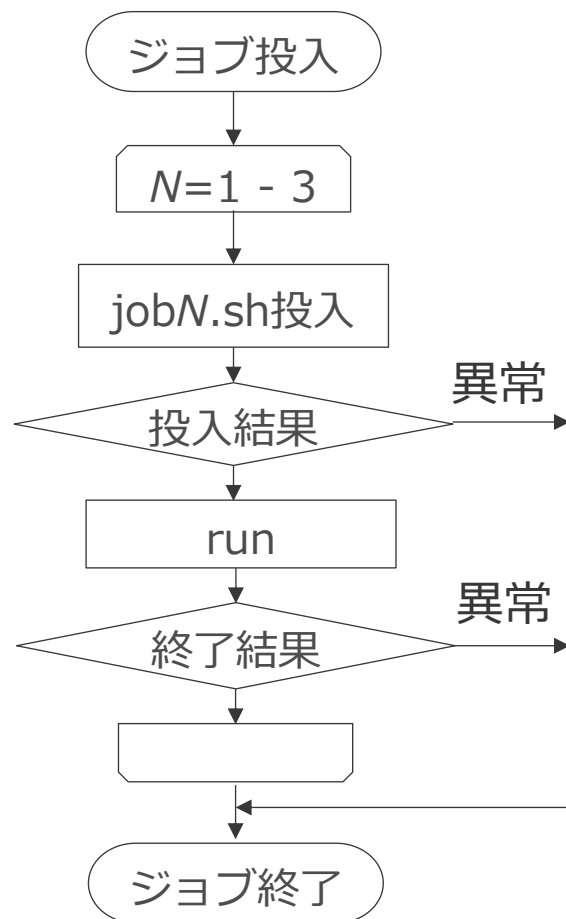 ジョブ投入
N=1 - 3
jobN.sh投入
異常
投入結果
run
異常
終了結果
ジョブ終了